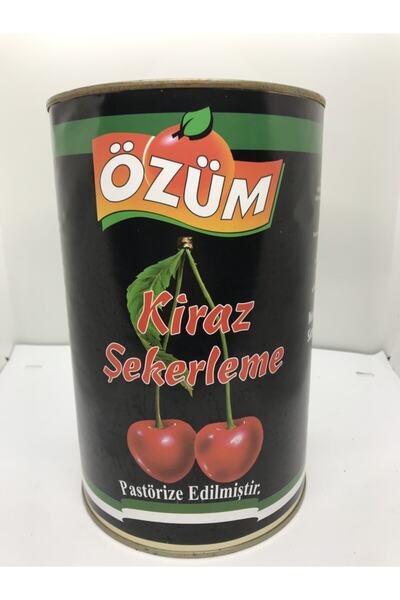 ÖZÜM
Kiraz
Şekerleme
Pastörize Edilmiştir.